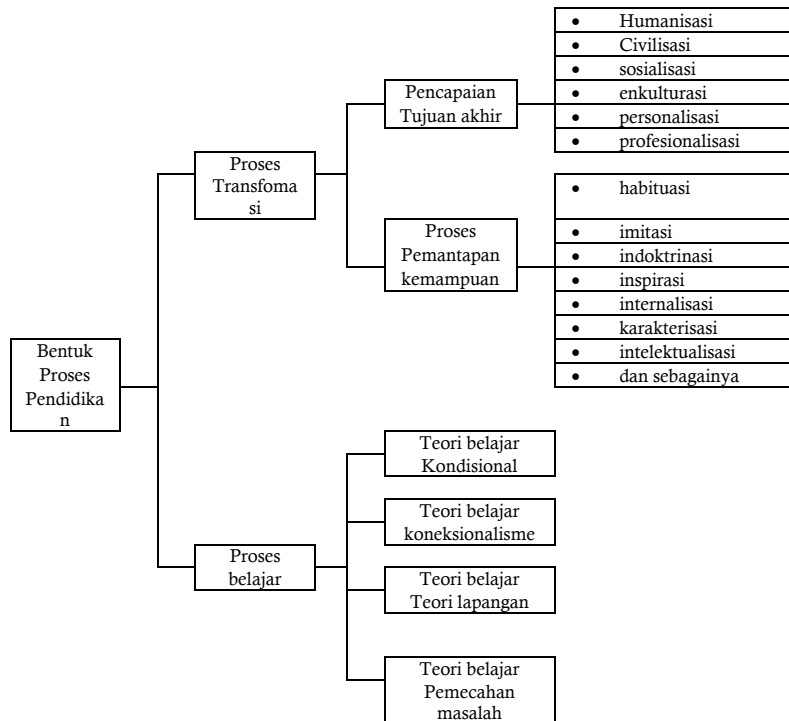 Bentuk
Proses
Pendidika
n
Proses
Transfoma
si
Pencapaian
Tujuan akhir
• Humanisasi
• Civilisasi
• sosialisasi
• enkulturasi
• personalisasi
• profesionalisasi
Proses
Pemantapan
kemampuan
• habituasi
• imitasi
• indoktrinasi
• inspirasi
• internalisasi
• karakterisasi
• intelektualisasi
• dan sebagainya
Proses
belajar
Teori belajar
Kondisional
Teori belajar
koneksionalisme
Teori belajar
Teori lapangan
Teori belajar
Pemecahan
masalah